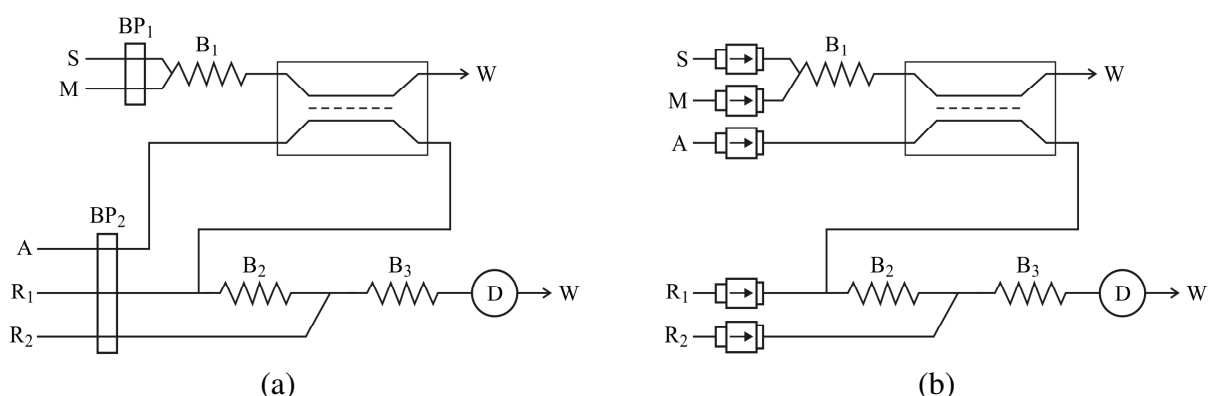 BP₁
S
B₁
M
W
BP₂
A
R₁
B₂
B₃
D
W
R₂
(a)
S
B₁
M
W
A
R₁
B₂
B₃
D
W
R₂
(b)